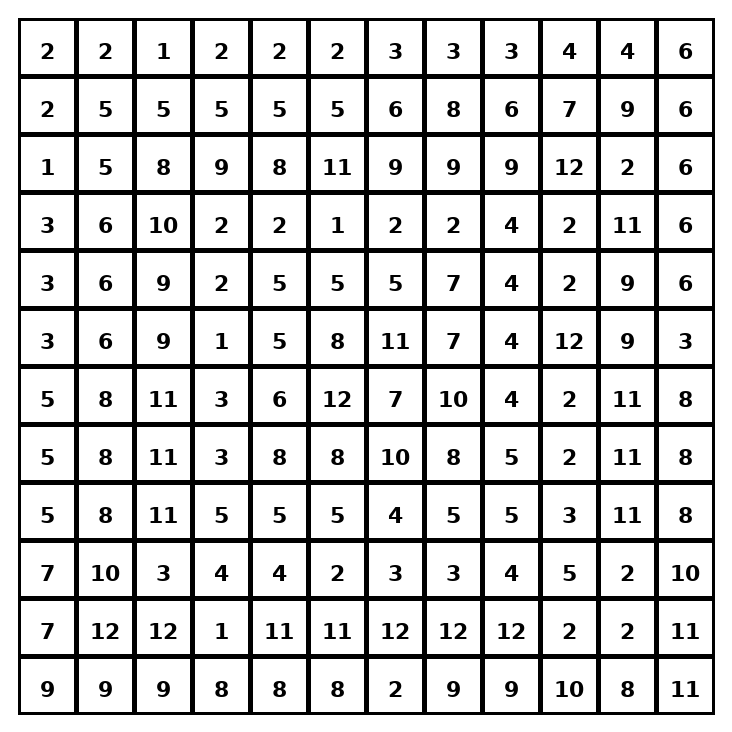 2 2 1 2 2 2 3 3 3 4 4 6
2 5 5 5 5 5 6 8 6 7 9 6
1 5 8 9 8 11 9 9 9 12 2 6
3 6 10 2 2 1 2 2 4 2 11 6
3 6 9 2 5 5 5 7 4 2 9 6
3 6 9 1 5 8 11 7 4 12 9 3
5 8 11 3 6 12 7 10 4 2 11 8
5 8 11 3 8 8 10 8 5 2 11 8
5 8 11 5 5 5 4 5 5 3 11 8
7 10 3 4 4 2 3 3 4 5 2 10
7 12 12 1 11 11 12 12 12 2 2 11
9 9 9 8 8 8 2 9 9 10 8 11